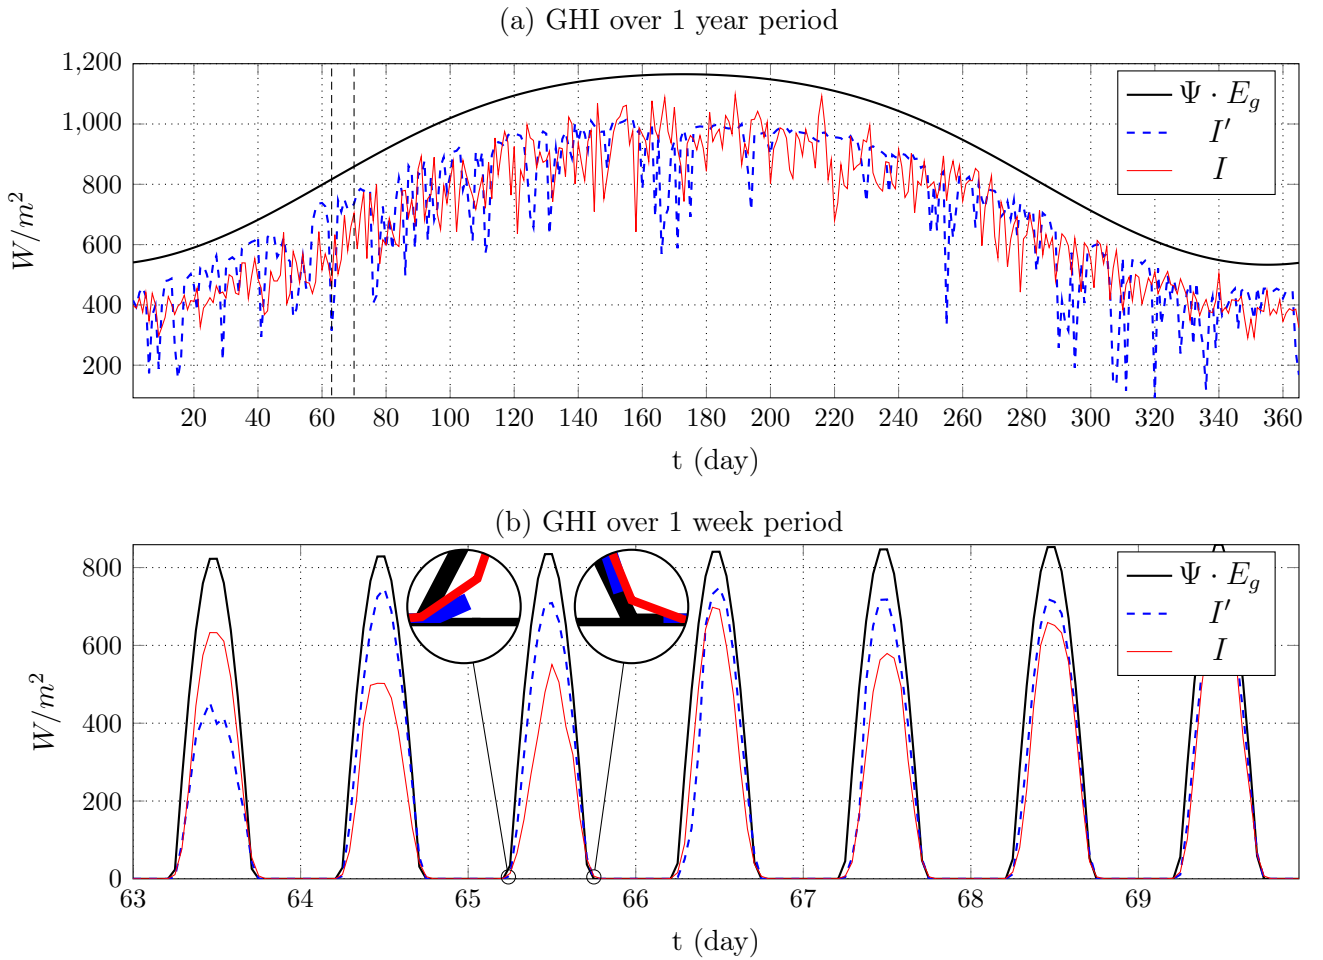 (a) GHI over 1 year period
1,200
1,000
800
600
400
200
W/m²
Ψ · E_g
I′
I
20 40 60 80 100 120 140 160 180 200 220 240 260 280 300 320 340 360
t (day)
(b) GHI over 1 week period
800
600
400
200
0
W/m²
Ψ · E_g
I′
I
63 64 65 66 67 68 69
t (day)